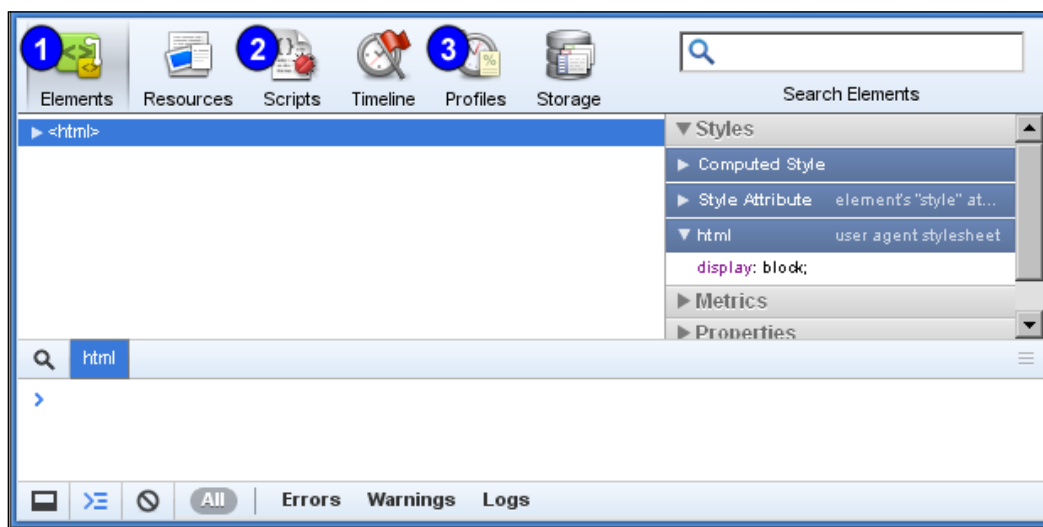 1 2 3
Elements Resources Scripts Timeline Profiles Storage Search Elements
<html>
Styles
Computed Style
Style Attribute element's "style" at...
html user agent stylesheet
display: block;
Metrics
Properties
html
All Errors Warnings Logs